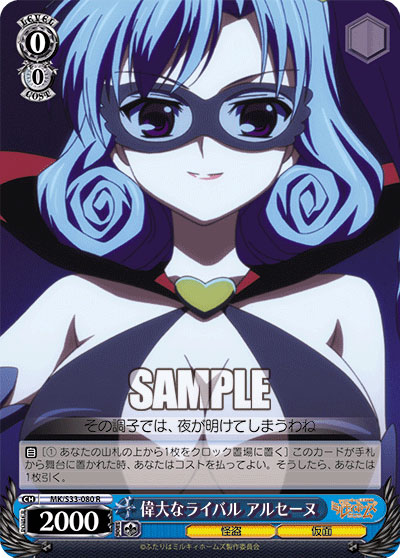 LEVEL
0
0
COST
SAMPLE
その調子では、夜が明けてしまうわね
【自】[① あなたの山札の上から1枚をクロック置場に置く] このカードが手札
から舞台に置かれた時、あなたはコストを払ってよい。そうしたら、あなたは
1枚引く。
CH MK/S33-080 R
偉大なライバル アルセーヌ
2000
怪盗 仮面
©ふたりはミルキィホームズ製作委員会